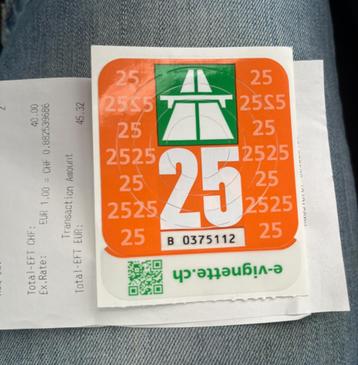 25 25
2525 2525
25 25
2525 2525
25 25
2525 2525
25 25
25
B 0375112
e-vignette.ch
Total-EFT CHF: 40.00
Ex.Rate: EUR 1,00 = CHF 0.882539686
Transaction Amount
Total-EFT EUR: 45.32